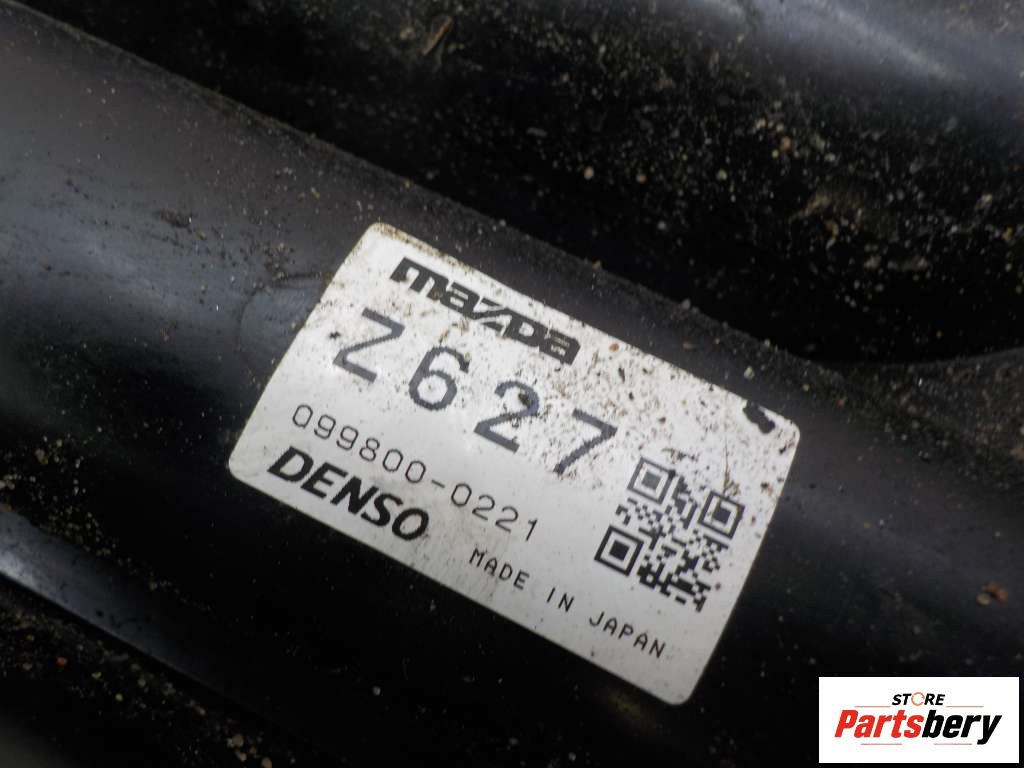 mazda
Z627
099800-0221
DENSO
MADE IN JAPAN
STORE
Partsbery